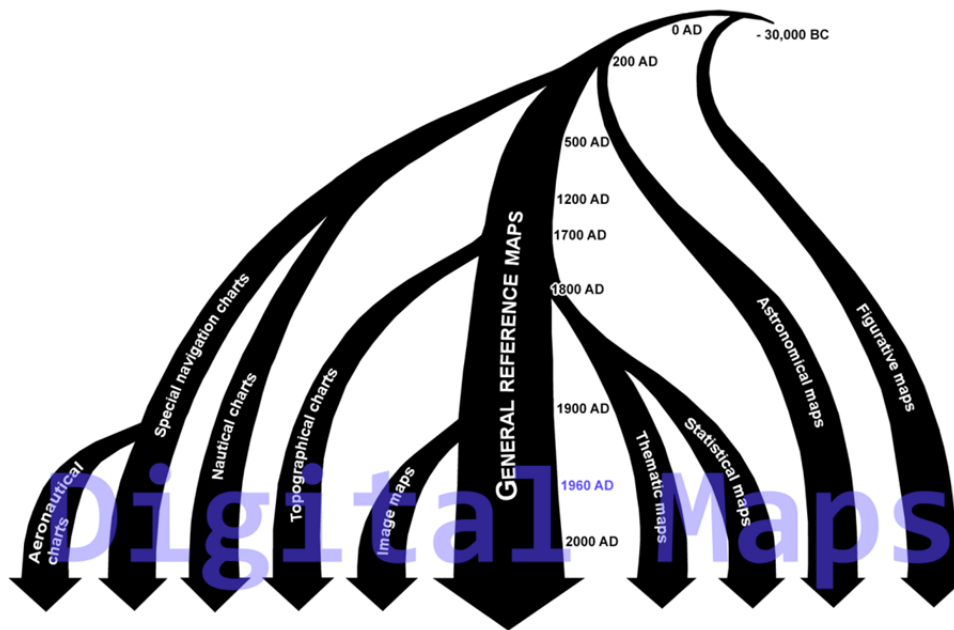 0 AD
- 30,000 BC
200 AD
500 AD
1200 AD
1700 AD
1800 AD
1900 AD
1960 AD
2000 AD
Aeronautical
charts
Special navigation charts
Nautical charts
Topographical charts
Image maps
GENERAL REFERENCE MAPS
Thematic maps
Statistical maps
Astronomical maps
Figurative maps
Digital Maps